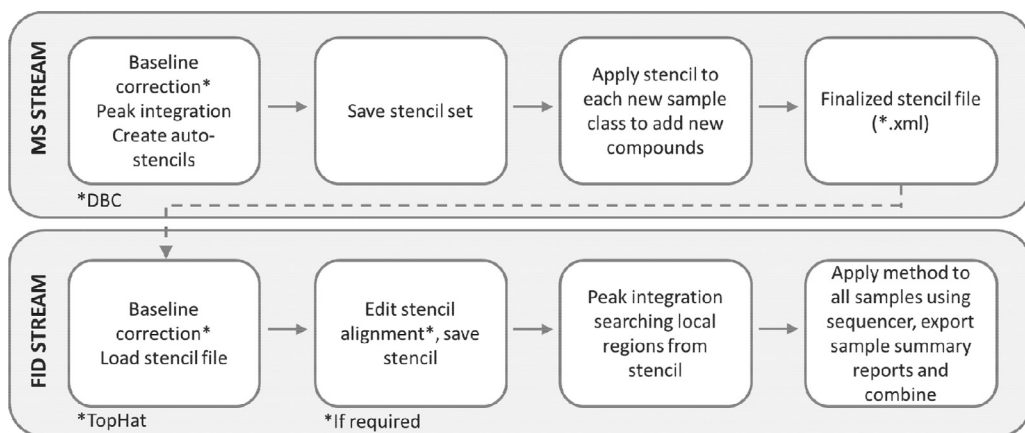 MS STREAM
Baseline
correction*
Peak integration
Create auto-
stencils
Save stencil set
Apply stencil to
each new sample
class to add new
compounds
Finalized stencil file
(*.xml)
*DBC
FID STREAM
Baseline
correction*
Load stencil file
Edit stencil
alignment*, save
stencil
Peak integration
searching local
regions from
stencil
Apply method to
all samples using
sequencer, export
sample summary
reports and
combine
*TopHat
*If required